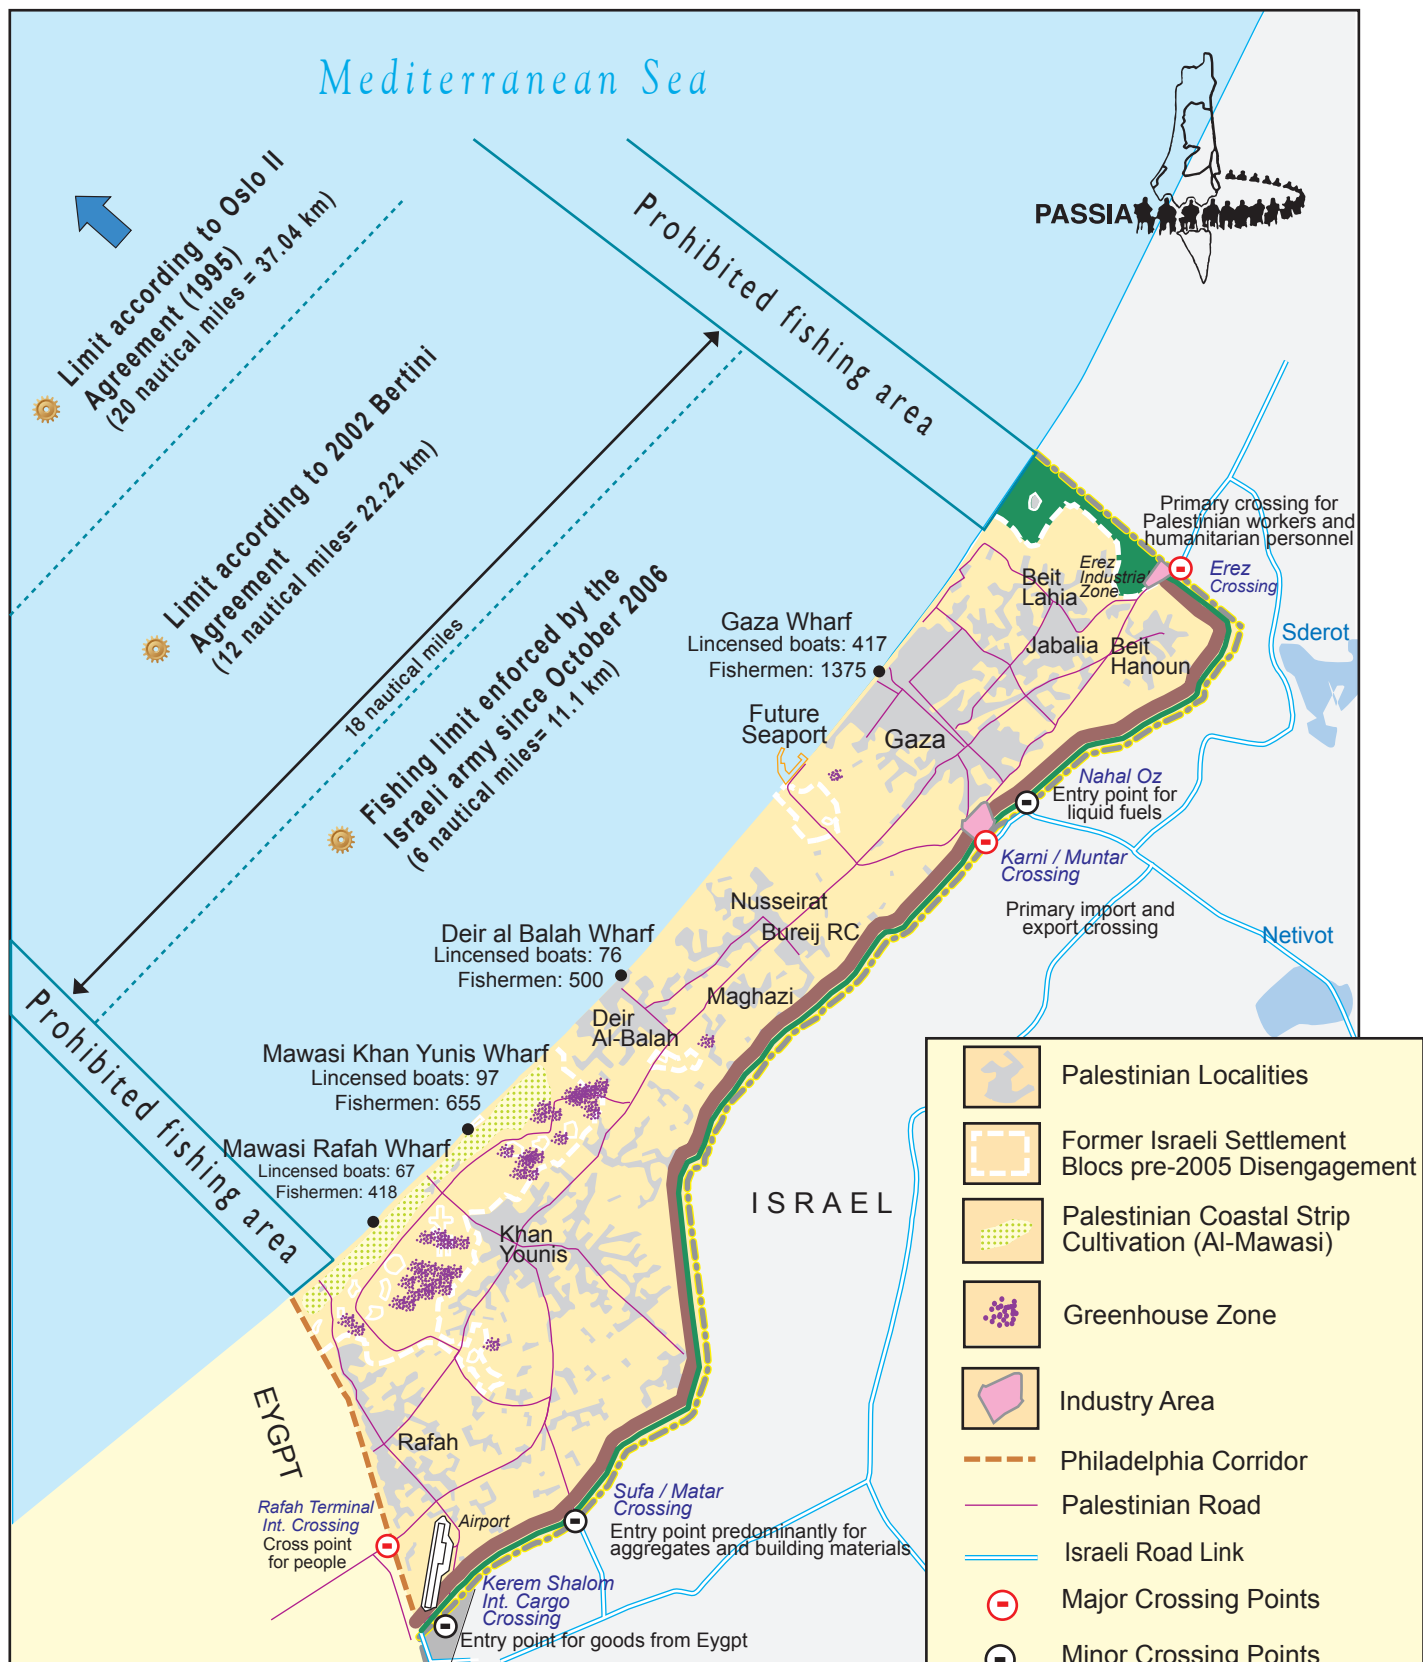 Mediterranean Sea
PASSIA
Limit according to Oslo II
Agreement (1995)
(20 nautical miles = 37.04 km)
Limit according to 2002 Bertini
Agreement
(12 nautical miles= 22.22 km)
18 nautical miles
Fishing limit enforced by the
Israeli army since October 2006
(6 nautical miles= 11.1 km)
Prohibited fishing area
Prohibited fishing area
Primary crossing for
Palestinian workers and
humanitarian personnel
Erez
Crossing
Erez
Industrial
Zone
Beit
Lahia
Jabalia
Beit
Hanoun
Sderot
Gaza Wharf
Lincensed boats: 417
Fishermen: 1375
Future
Seaport
Gaza
Nahal Oz
Entry point for
liquid fuels
Karni / Muntar
Crossing
Primary import and
export crossing
Netivot
Nusseirat
Bureij RC
Maghazi
Deir al Balah Wharf
Lincensed boats: 76
Fishermen: 500
Deir
Al-Balah
Mawasi Khan Yunis Wharf
Lincensed boats: 97
Fishermen: 655
Mawasi Rafah Wharf
Lincensed boats: 67
Fishermen: 418
Khan
Younis
ISRAEL
EYGPT
Rafah
Rafah Terminal
Int. Crossing
Cross point
for people
Airport
Sufa / Matar
Crossing
Entry point predominantly for
aggregates and building materials
Kerem Shalom
Int. Cargo
Crossing
Entry point for goods from Eygpt
Palestinian Localities
Former Israeli Settlement
Blocs pre-2005 Disengagement
Palestinian Coastal Strip
Cultivation (Al-Mawasi)
Greenhouse Zone
Industry Area
Philadelphia Corridor
Palestinian Road
Israeli Road Link
Major Crossing Points
Minor Crossing Points